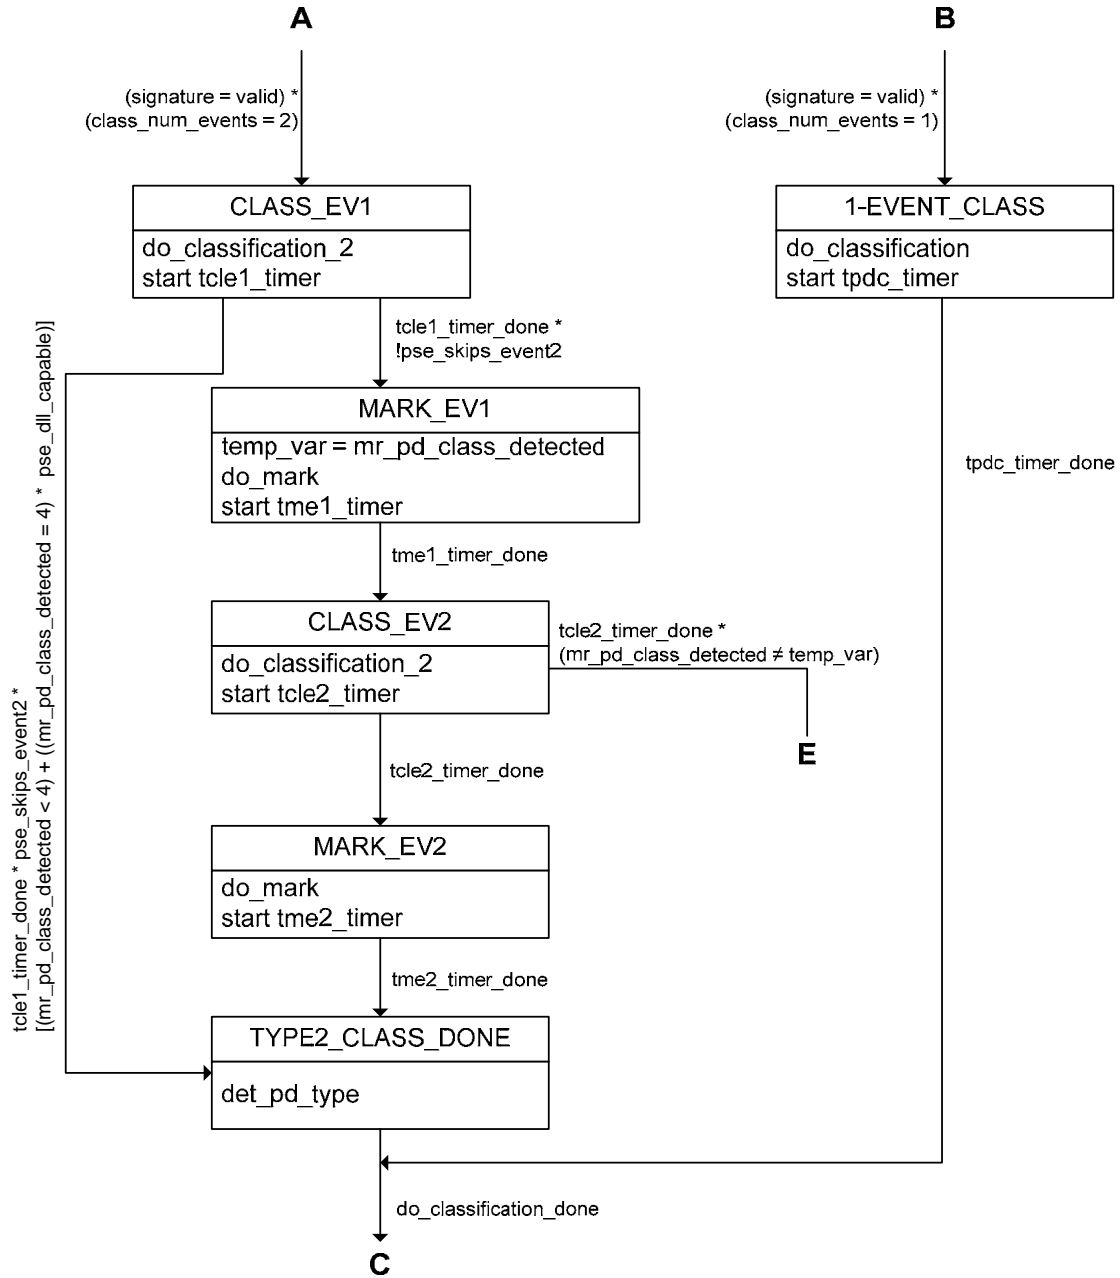 A
B
(signature = valid) *
(class_num_events = 2)
(signature = valid) *
(class_num_events = 1)
CLASS_EV1
do_classification_2
start tcle1_timer
1-EVENT_CLASS
do_classification
start tpdc_timer
tcle1_timer_done *
!pse_skips_event2
MARK_EV1
temp_var = mr_pd_class_detected
do_mark
start tme1_timer
tpdc_timer_done
tme1_timer_done
CLASS_EV2
do_classification_2
start tcle2_timer
tcle2_timer_done *
(mr_pd_class_detected ≠ temp_var)
E
tcle2_timer_done
tcle1_timer_done * pse_skips_event2 *
[(mr_pd_class_detected < 4) + ((mr_pd_class_detected = 4) * pse_dll_capable)]
MARK_EV2
do_mark
start tme2_timer
tme2_timer_done
TYPE2_CLASS_DONE
det_pd_type
do_classification_done
C